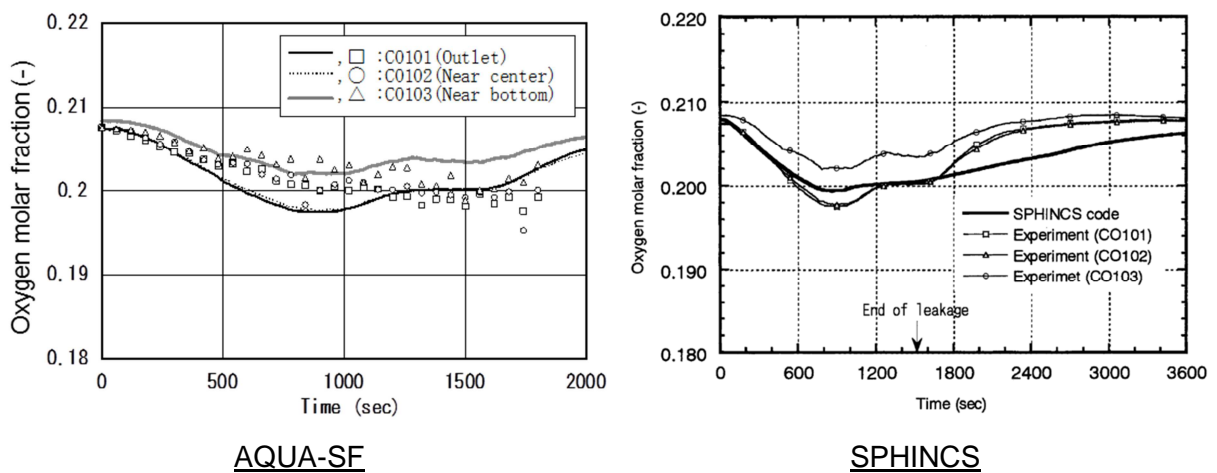 0.22
0.21
0.2
0.19
0.18
Oxygen molar fraction (-)
, □ :CO101(Outlet)
, ○ :CO102(Near center)
, △ :CO103(Near bottom)
0 500 1000 1500 2000
Time (sec)
AQUA-SF
0.220
0.210
0.200
0.190
0.180
Oxygen molar fraction (-)
SPHINCS code
Experiment (CO101)
Experiment (CO102)
Experimet (CO103)
End of leakage
0 600 1200 1800 2400 3000 3600
Time (sec)
SPHINCS